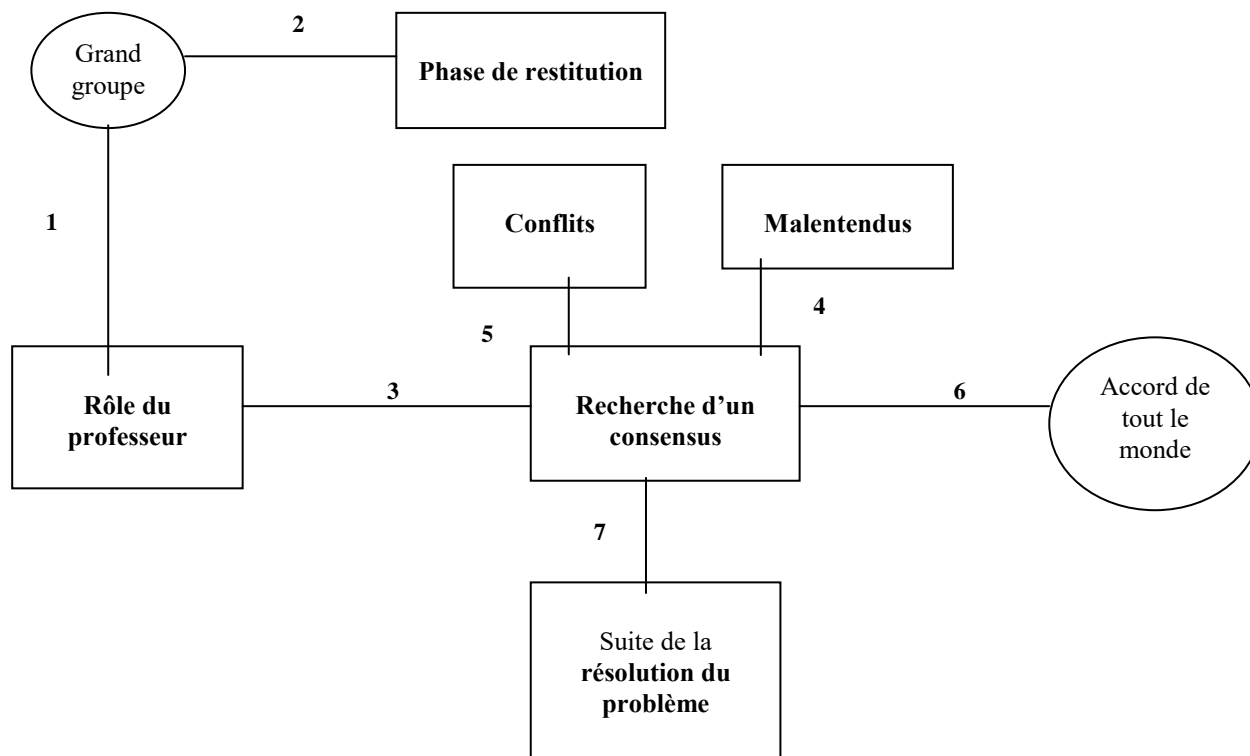 2
Grand
groupe
Phase de restitution
1
Conflits
Malentendus
5
4
Rôle du
professeur
3
Recherche d’un
consensus
6
Accord de
tout le
monde
7
Suite de la
résolution du
problème